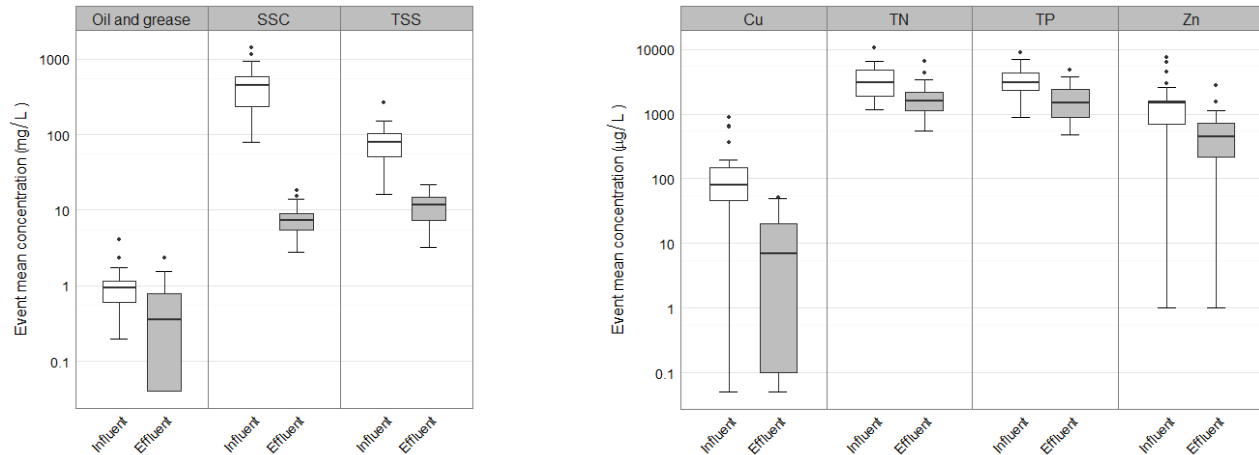 Oil and grease SSC TSS
Event mean concentration (mg/ L )
1000
100
10
1
0.1
Influent Effluent Influent Effluent Influent Effluent
Cu TN TP Zn
Event mean concentration (µg/ L )
10000
1000
100
10
1
0.1
Influent Effluent Influent Effluent Influent Effluent Influent Effluent